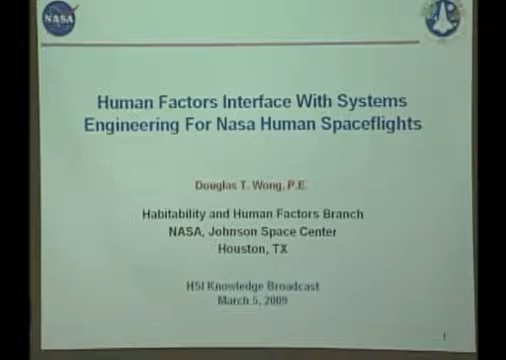 NASA
Human Factors Interface With Systems
Engineering For Nasa Human Spaceflights
Douglas T. Wong, P.E.
Habitability and Human Factors Branch
NASA, Johnson Space Center
Houston, TX
HSI Knowledge Broadcast
March 5, 2009
1